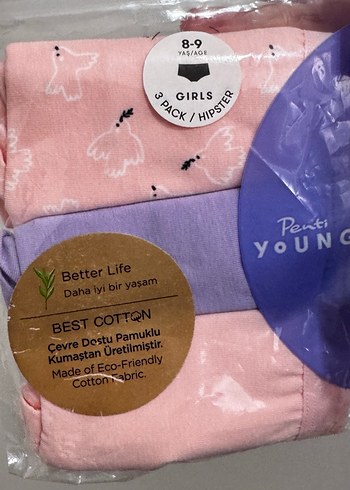 8-9
YAŞ/AGE
GIRLS
3 PACK / HIPSTER
Penti
YOUNG
Better Life
Daha iyi bir yaşam
BEST COTTON
Çevre Dostu Pamuklu
Kumaştan Üretilmiştir.
Made of Eco-Friendly
Cotton Fabric.